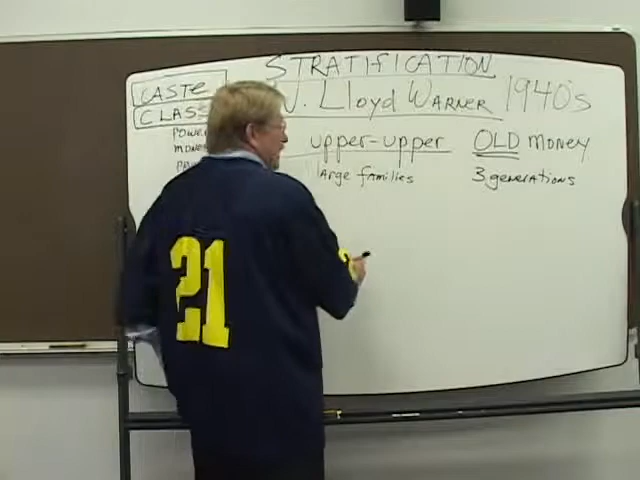 STRATIFICATION
CASTE
W. Lloyd WARNER 1940's
CLASS
upper-upper OLD money
large families 3 generations
21